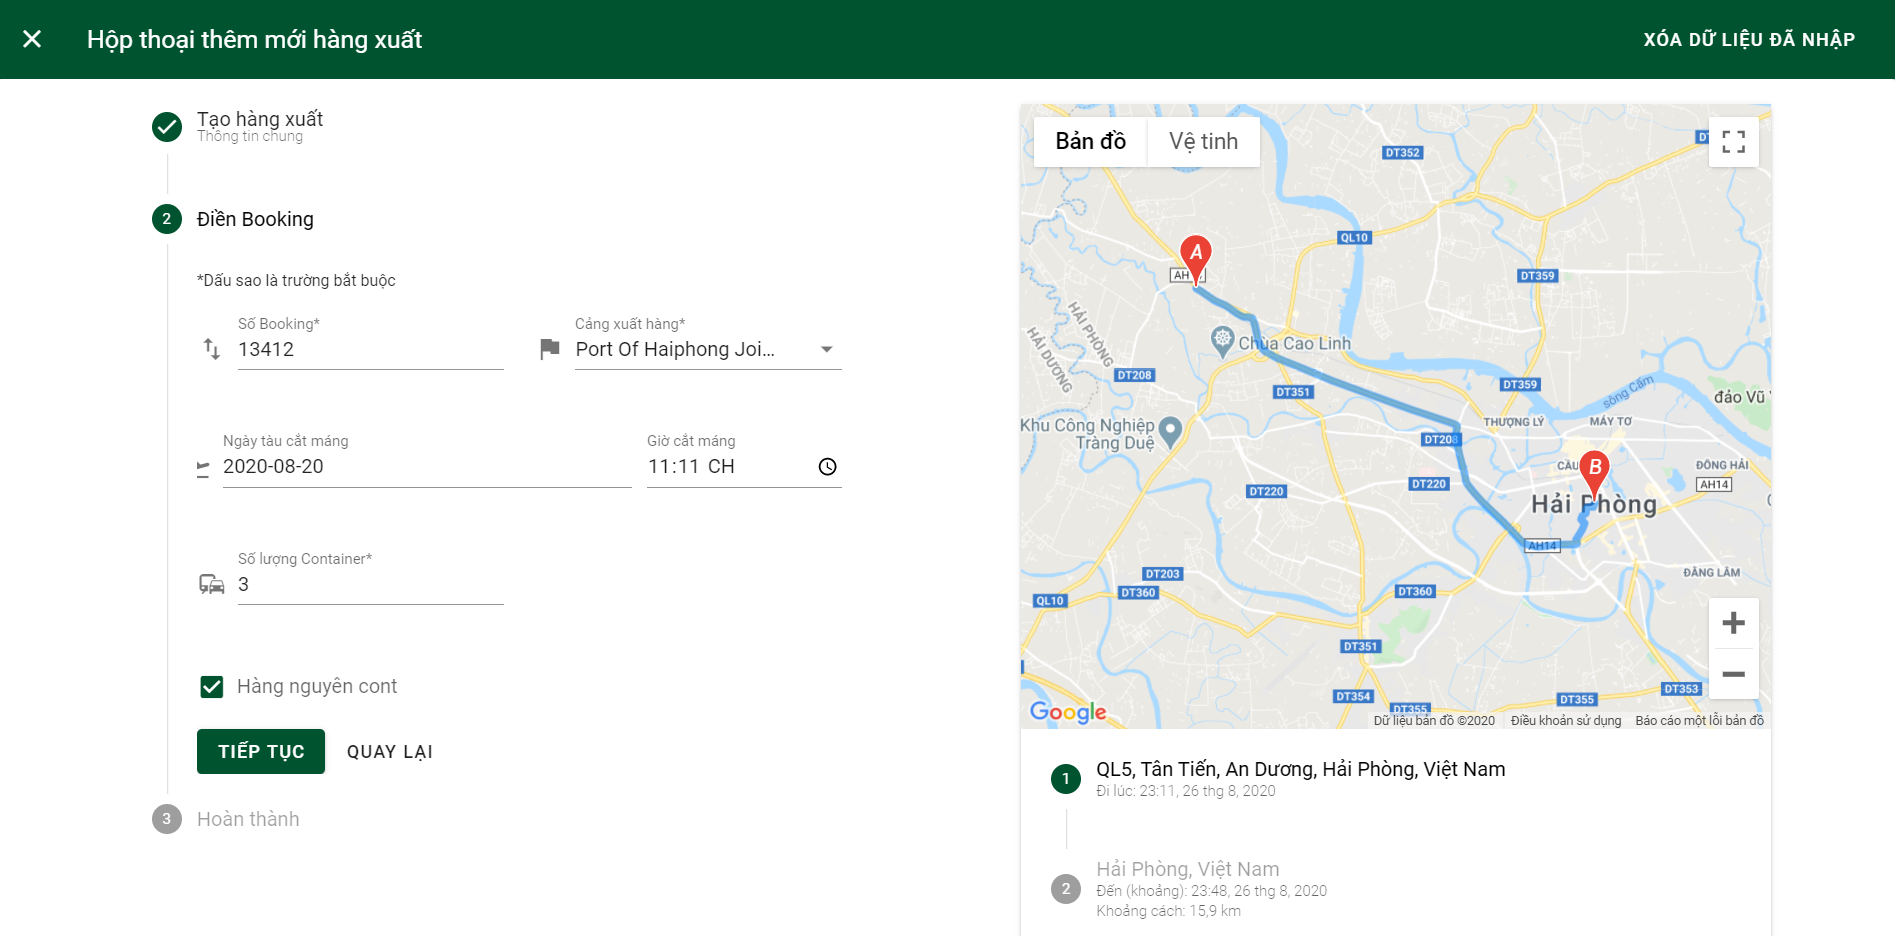 Hộp thoại thêm mới hàng xuất
XÓA DỮ LIỆU ĐÃ NHẬP
Tạo hàng xuất
Thông tin chung
2
Điền Booking
*Dấu sao là trường bắt buộc
Số Booking*
13412
Cảng xuất hàng*
Port Of Haiphong Joi...
Ngày tàu cắt máng
2020-08-20
Giờ cắt máng
11:11 CH
Số lượng Container*
3
Hàng nguyên cont
TIẾP TỤC
QUAY LẠI
3
Hoàn thành
Bản đồ
Vệ tinh
DT352
QL10
DT359
A
HẢI PHÒNG
HẢI DƯƠNG
Chùa Cao Linh
DT208
DT351
DT359
sông Cấm
đảo Vũ
Khu Công Nghiệp
Tràng Duệ
THƯỢNG LÝ
MÁY TƠ
DT208
B
ĐÔNG HẢI
AH14
DT220
DT220
Hải Phòng
AH14
ĐẰNG LÂM
DT203
DT360
QL10
DT360
DT351
DT354
DT355
DT355
DT353
Google
Dữ liệu bản đồ ©2020
Điều khoản sử dụng
Báo cáo một lỗi bản đồ
1
QL5, Tân Tiến, An Dương, Hải Phòng, Việt Nam
Đi lúc: 23:11, 26 thg 8, 2020
2
Hải Phòng, Việt Nam
Đến (khoảng): 23:48, 26 thg 8, 2020
Khoảng cách: 15,9 km